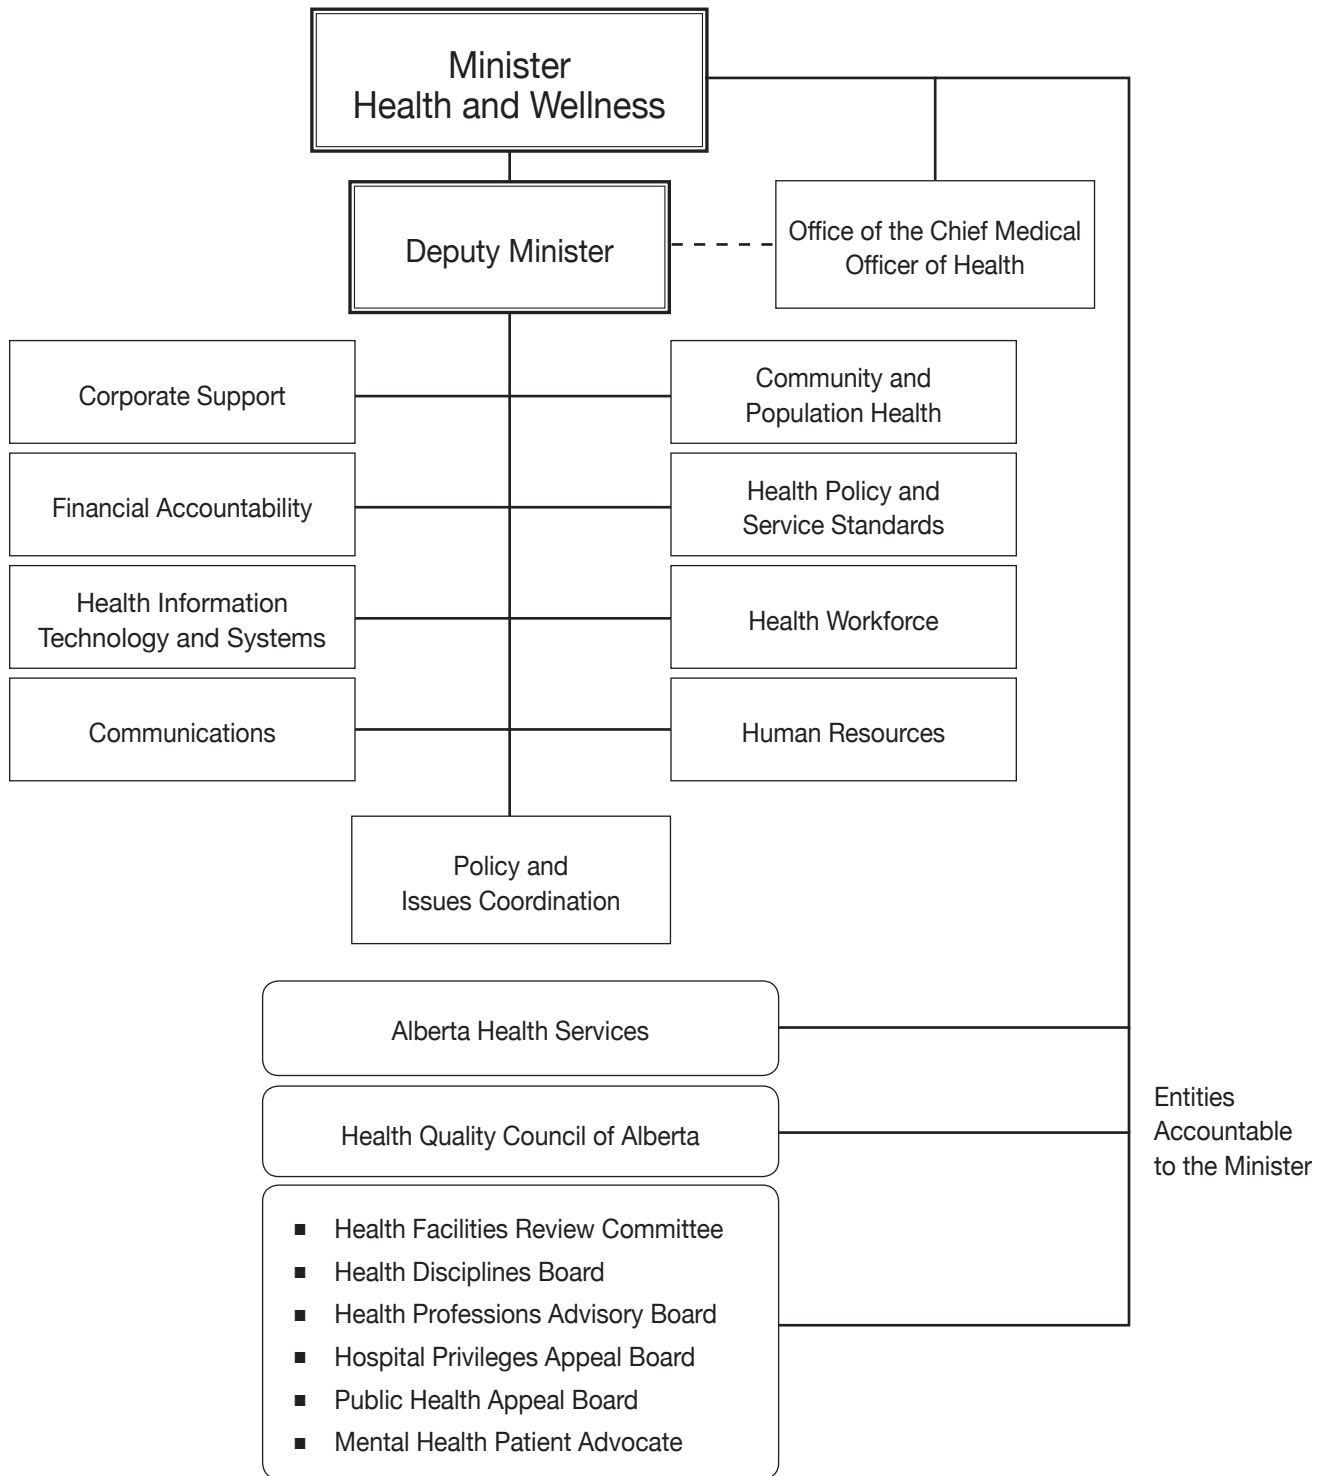 Minister
Health and Wellness
Deputy Minister
Office of the Chief Medical
Officer of Health
Corporate Support
Community and
Population Health
Financial Accountability
Health Policy and
Service Standards
Health Information
Technology and Systems
Health Workforce
Communications
Human Resources
Policy and
Issues Coordination
Alberta Health Services
Health Quality Council of Alberta
Entities
Accountable
to the Minister
■ Health Facilities Review Committee
■ Health Disciplines Board
■ Health Professions Advisory Board
■ Hospital Privileges Appeal Board
■ Public Health Appeal Board
■ Mental Health Patient Advocate